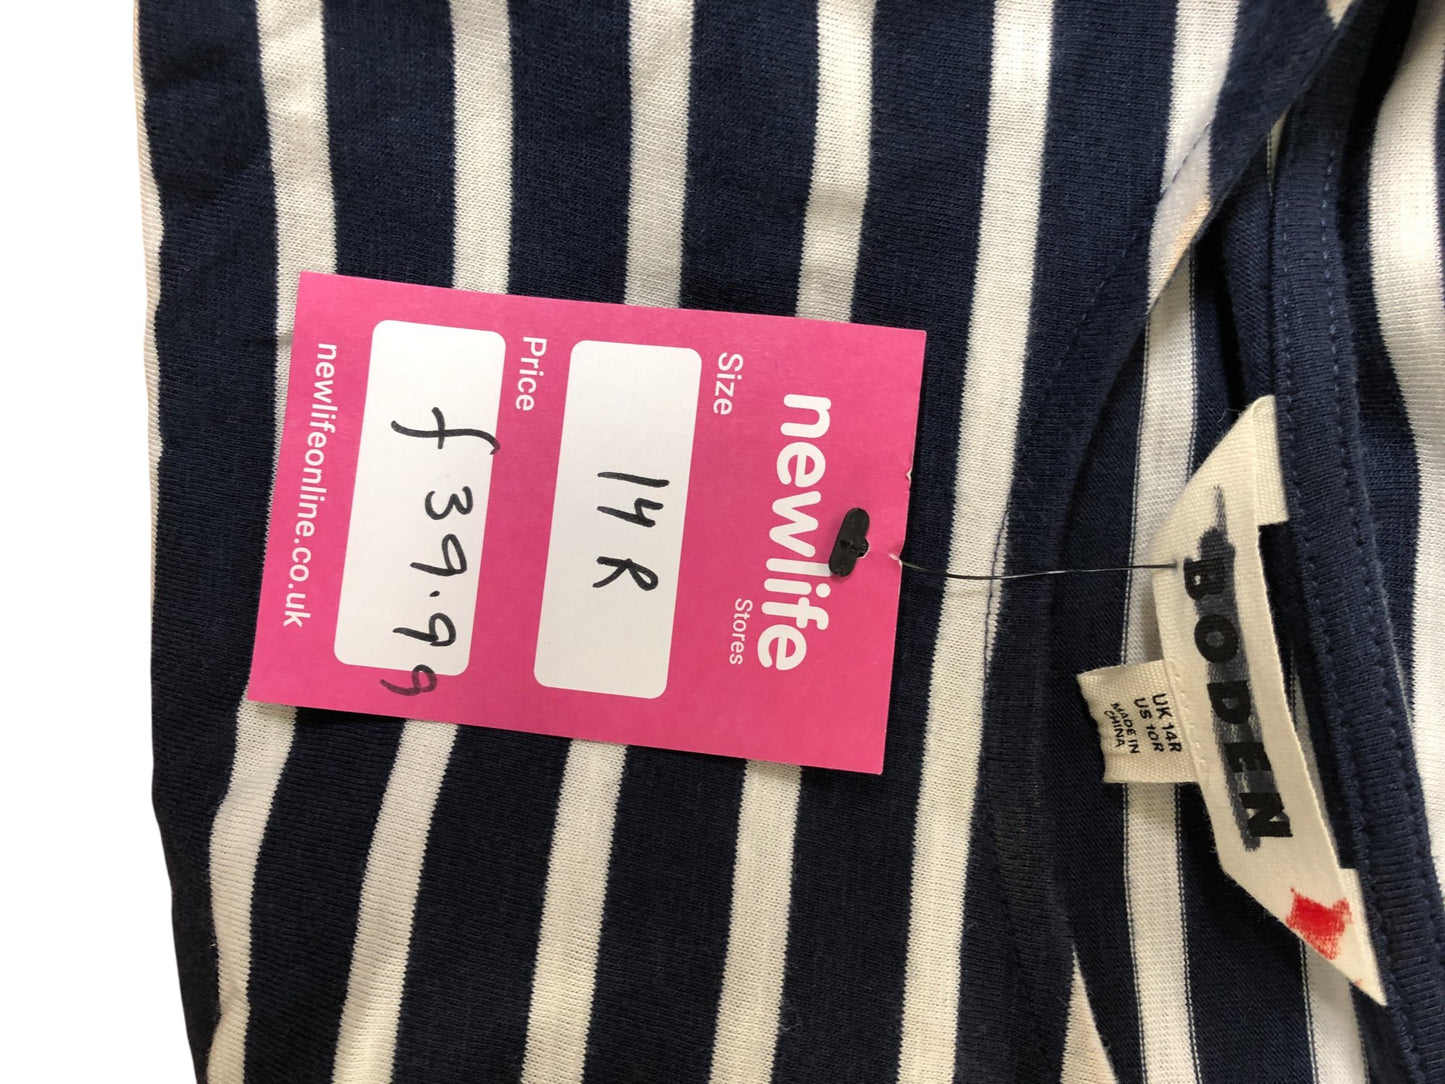 newlife
Stores
Size
14 R
Price
£39.99
newlifeonline.co.uk
BODEN
UK 14R
US 10R
MADE IN
CHINA